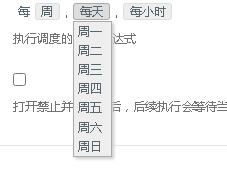 每 周 , 每天 , 每小时
周一
执行调度的 达式
周二
周三
周四
打开禁止并 周五 后，后续执行会等待当
周六
周日